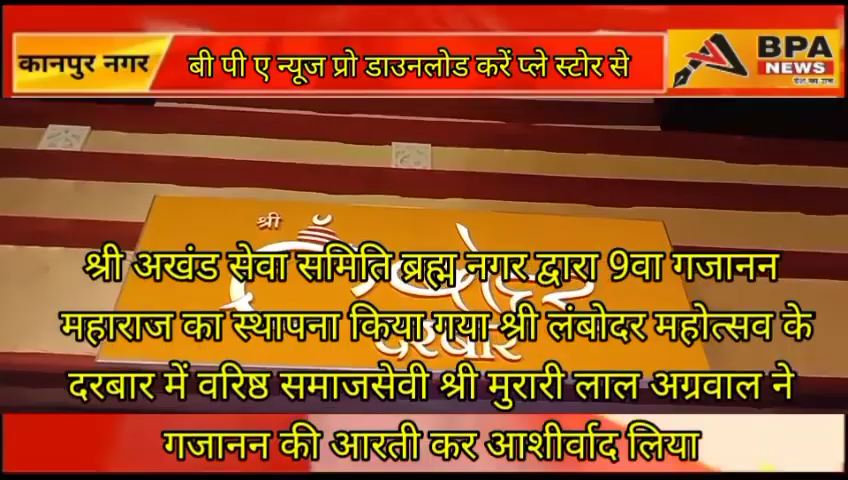 कानपुर नगर
बी पी ए न्यूज प्रो डाउनलोड करें प्ले स्टोर से
BPA
NEWS
श्री
दरबार
श्री अखंड सेवा समिति ब्रह्म नगर द्वारा 9वा गजानन
महाराज का स्थापना किया गया श्री लंबोदर महोत्सव के
दरबार में वरिष्ठ समाजसेवी श्री मुरारी लाल अग्रवाल ने
गजानन की आरती कर आशीर्वाद लिया